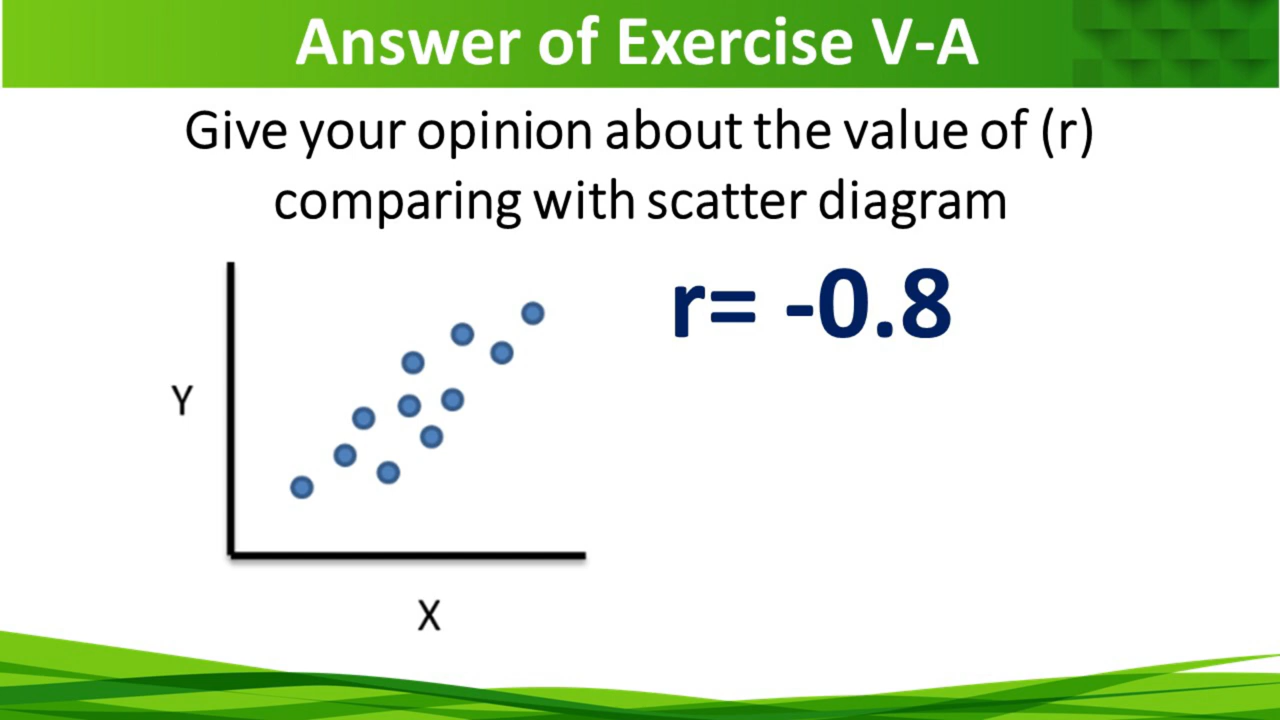 Answer of Exercise V-A
Give your opinion about the value of (r)
comparing with scatter diagram
r= -0.8
Y
X